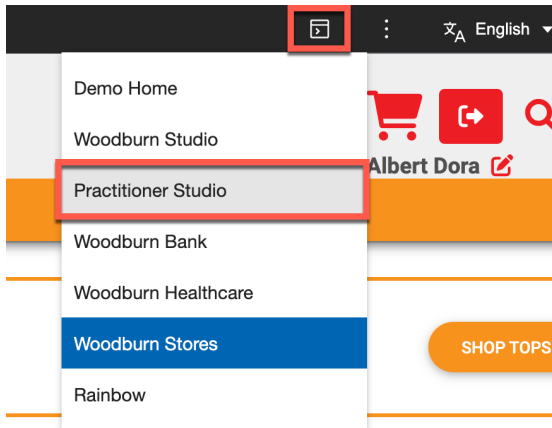 English
Demo Home
Woodburn Studio
Albert Dora
Practitioner Studio
Woodburn Bank
Woodburn Healthcare
Woodburn Stores
SHOP TOPS
Rainbow